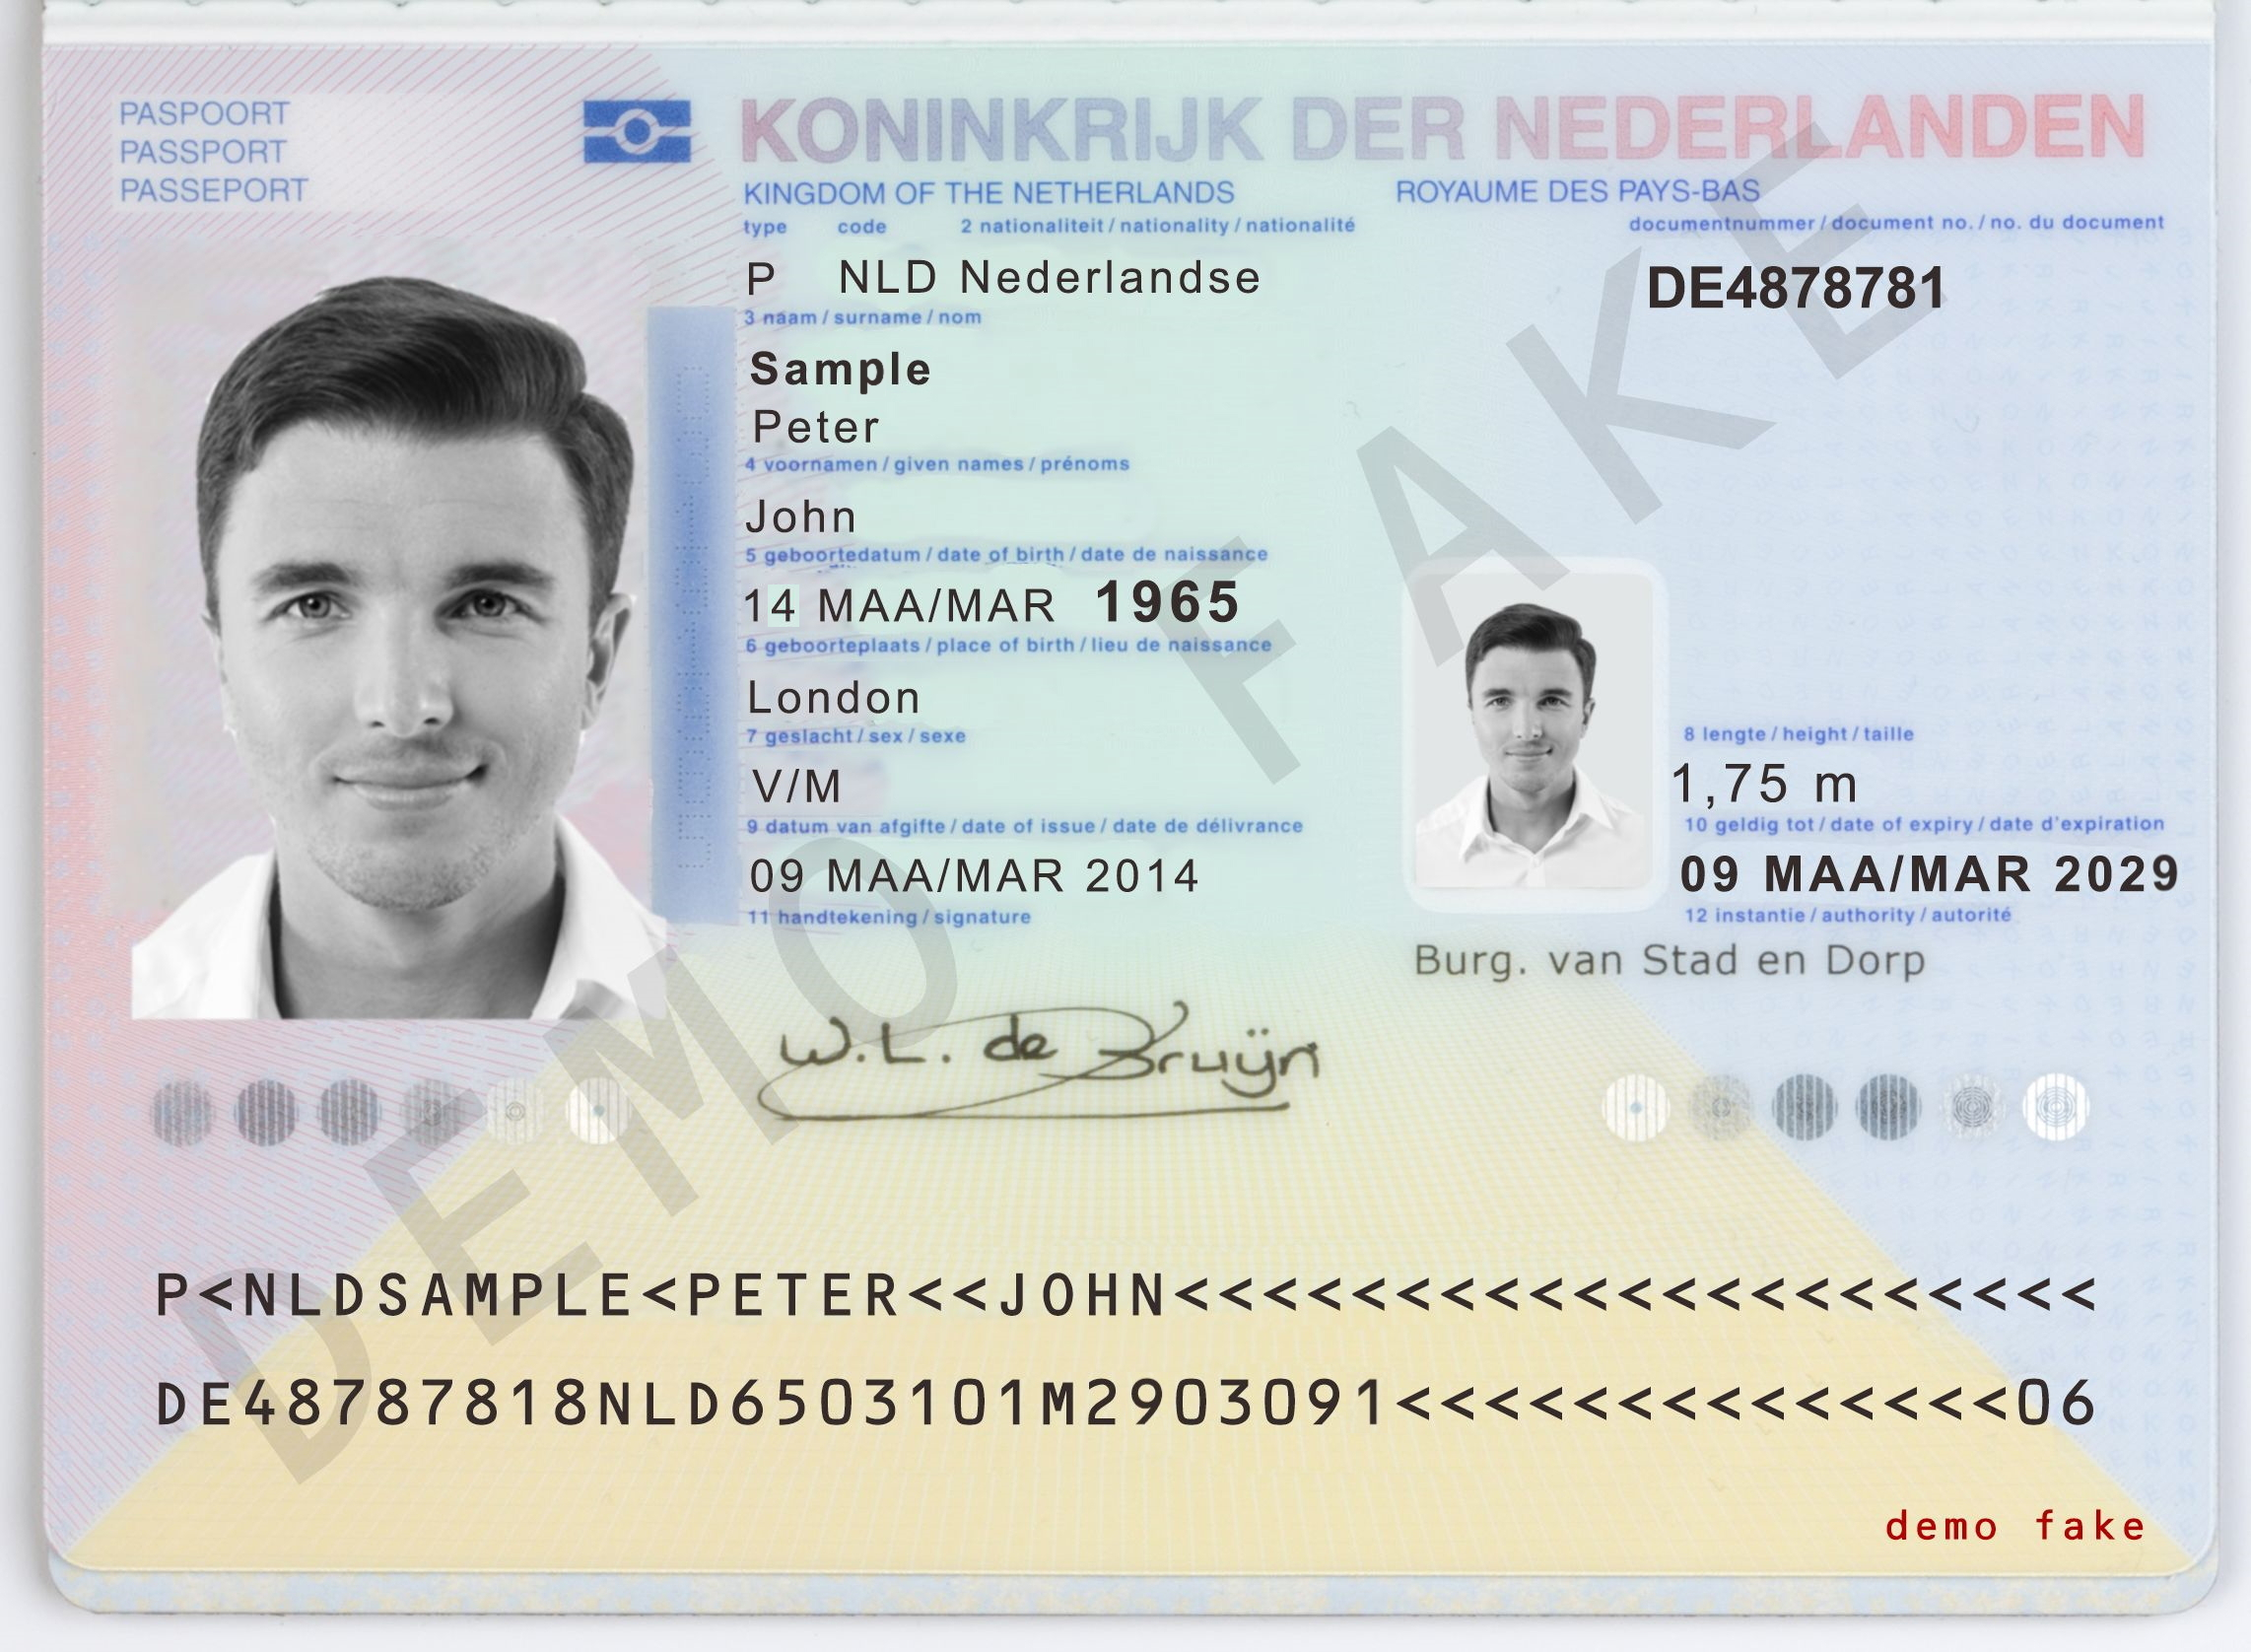 PASPOORT
PASSPORT
PASSEPORT
KONINKRIJK DER NEDERLANDEN
KINGDOM OF THE NETHERLANDS ROYAUME DES PAYS-BAS
type code 2 nationaliteit / nationality / nationalité documentnummer / document no. / no. du document
P NLD Nederlandse DE4878781
3 naam / surname / nom
Sample
Peter
4 voornamen / given names / prénoms
John
5 geboortedatum / date of birth / date de naissance
14 MAA/MAR 1965
6 geboorteplaats / place of birth / lieu de naissance
London
7 geslacht / sex / sexe 8 lengte / height / taille
V/M 1,75 m
9 datum van afgifte / date of issue / date de délivrance 10 geldig tot / date of expiry / date d'expiration
09 MAA/MAR 2014 09 MAA/MAR 2029
11 handtekening / signature 12 instantie / authority / autorité
Burg. van Stad en Dorp
W.L. de Bruÿn
DEMO FAKE
P<NLDSAMPLE<PETER<<JOHN<<<<<<<<<<<<<<<<<<<<<
DE48787818NLD6503101M2903091<<<<<<<<<<<<<<06
demo fake